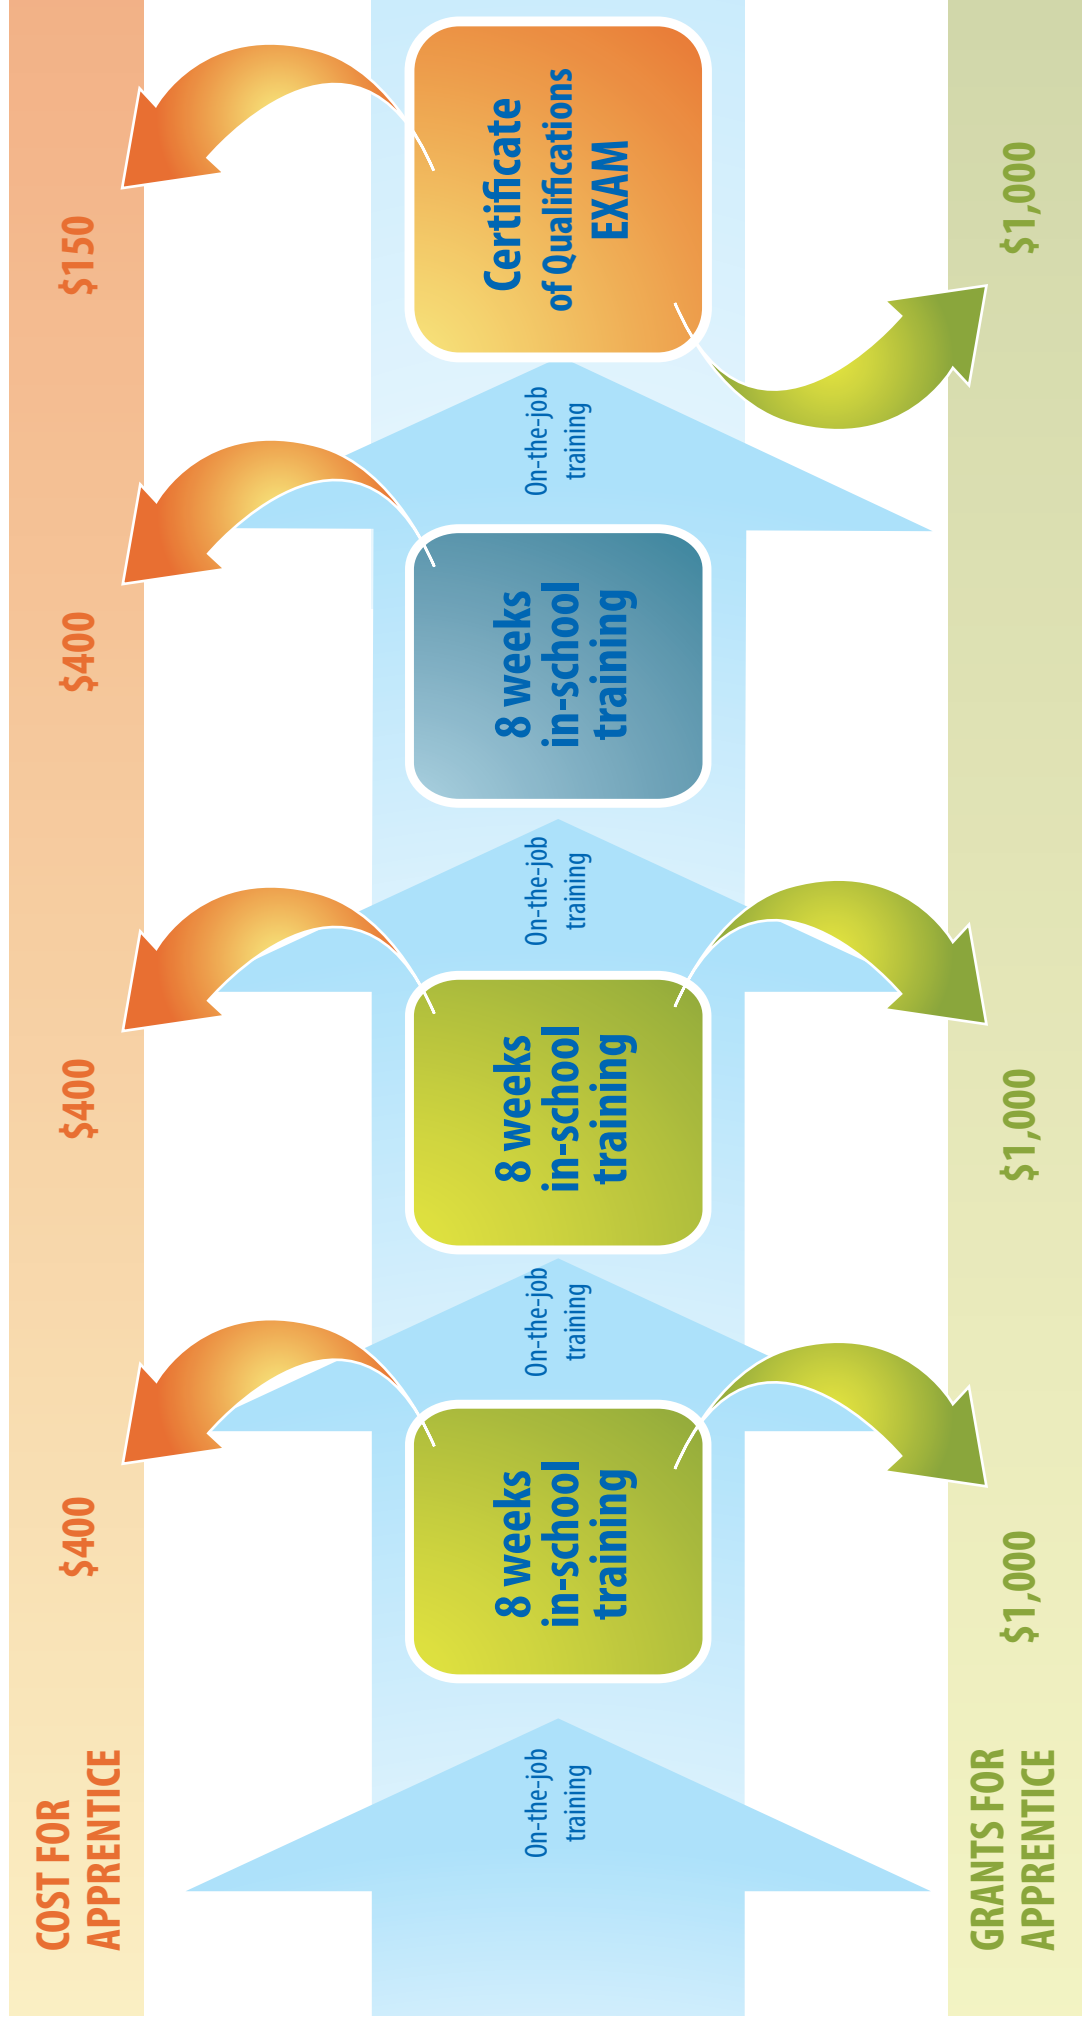 COST FOR
APPRENTICE
$400
$400
$400
$150
On-the-job
training
8 weeks
in-school
training
On-the-job
training
8 weeks
in-school
training
On-the-job
training
8 weeks
in-school
training
On-the-job
training
Certificate
of Qualifications
EXAM
GRANTS FOR
APPRENTICE
$1,000
$1,000
$1,000